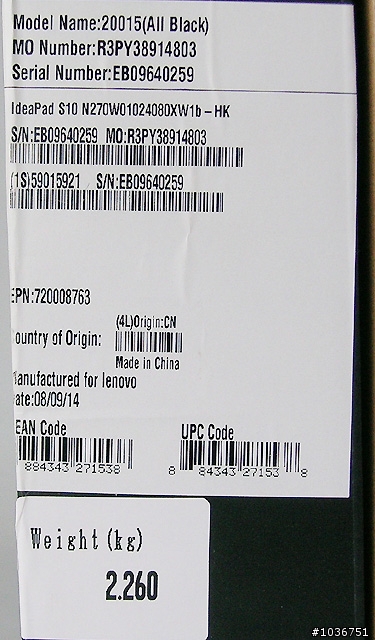 Model Name:20015(All Black)
MO Number:R3PY38914803
Serial Number:EB09640259
IdeaPad S10 N270W01024080XW1b-HK
S/N:EB09640259 MO:R3PY38914803
(1S)59015921 S/N:EB09640259
EPN:720008763
(4L)Origin:CN
ountry of Origin:
Made in China
anufactured for lenovo
ate:08/09/14
EAN Code
UPC Code
884343 271538
8 84343 27153 8
Weight(kg)
2.260
#1036751